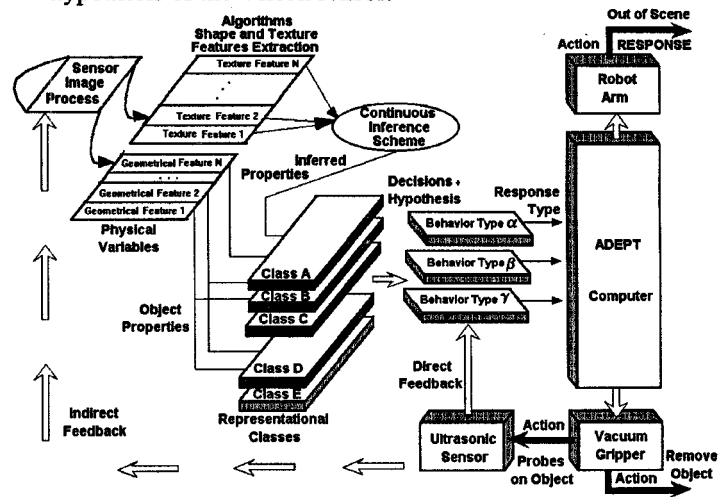 Out of Scene
Algorithms
Shape and Texture
Features Extraction
Action
RESPONSE
Sensor
Image
Process
Texture Feature N
Texture Feature 2
Texture Feature 1
Robot
Arm
Continuous
Inference
Scheme
Geometrical Feature N
Geometrical Feature 2
Geometrical Feature 1
Inferred
Properties
Physical
Variables
Decisions +
Hypothesis
Response
Type
Behavior Type α
Behavior Type β
Behavior Type γ
ADEPT
Computer
Class A
Class B
Class C
Class D
Class E
Object
Properties
Representational
Classes
Direct
Feedback
Indirect
Feedback
Ultrasonic
Sensor
Action
Probes
on Object
Vacuum
Gripper
Remove
Object
Action